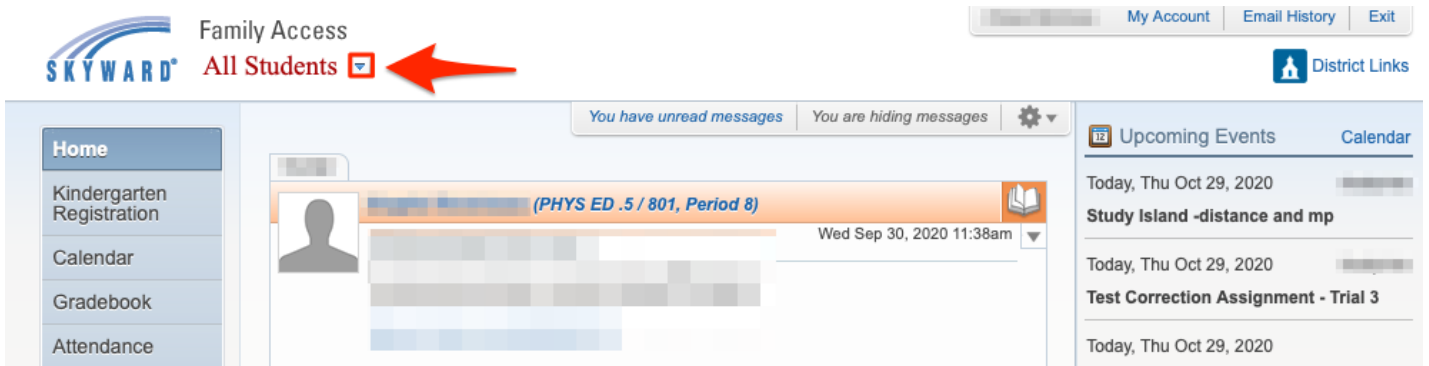 My Account
Email History
Exit
Family Access
SKYWARD®
All Students
District Links
You have unread messages
You are hiding messages
Home
Kindergarten
Registration
Calendar
Gradebook
Attendance
(PHYS ED .5 / 801, Period 8)
Wed Sep 30, 2020 11:38am
12
Upcoming Events
Calendar
Today, Thu Oct 29, 2020
Study Island -distance and mp
Today, Thu Oct 29, 2020
Test Correction Assignment - Trial 3
Today, Thu Oct 29, 2020